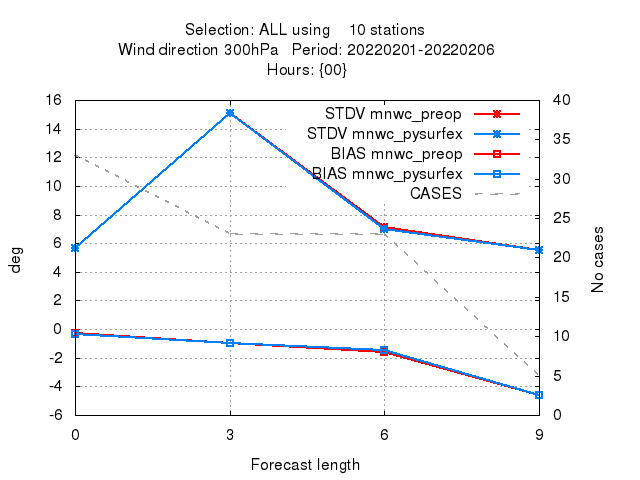 Selection: ALL using 10 stations
Wind direction 300hPa Period: 20220201-20220206
Hours: {00}
STDV mnwc_preop
STDV mnwc_pysurfex
BIAS mnwc_preop
BIAS mnwc_pysurfex
CASES
16
14
12
10
8
6
4
2
0
-2
-4
-6
deg
40
35
30
25
20
15
10
5
0
No cases
0 3 6 9
Forecast length